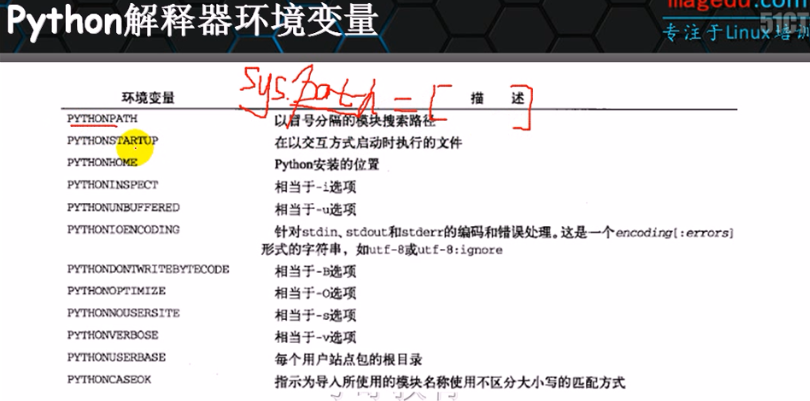 Python解释器环境变量
magedu.com
51CT
专注于Linux培训
sys.path = [ ]
环境变量 描 述
PYTHONPATH 以冒号分隔的模块搜索路径
PYTHONSTARTUP 在以交互方式启动时执行的文件
PYTHONHOME Python安装的位置
PYTHONINSPECT 相当于-i选项
PYTHONUNBUFFERED 相当于-u选项
PYTHONIOENCODING 针对stdin、stdout和stderr的编码和错误处理。这是一个encoding[:errors]
形式的字符串，如utf-8或utf-8:ignore
PYTHONDONTWRITEBYTECODE 相当于-B选项
PYTHONOPTIMIZE 相当于-O选项
PYTHONNOUSERSITE 相当于-s选项
PYTHONVERBOSE 相当于-v选项
PYTHONUSERBASE 每个用户站点包的根目录
PYTHONCASEOK 指示为导入所使用的模块名称使用不区分大小写的匹配方式